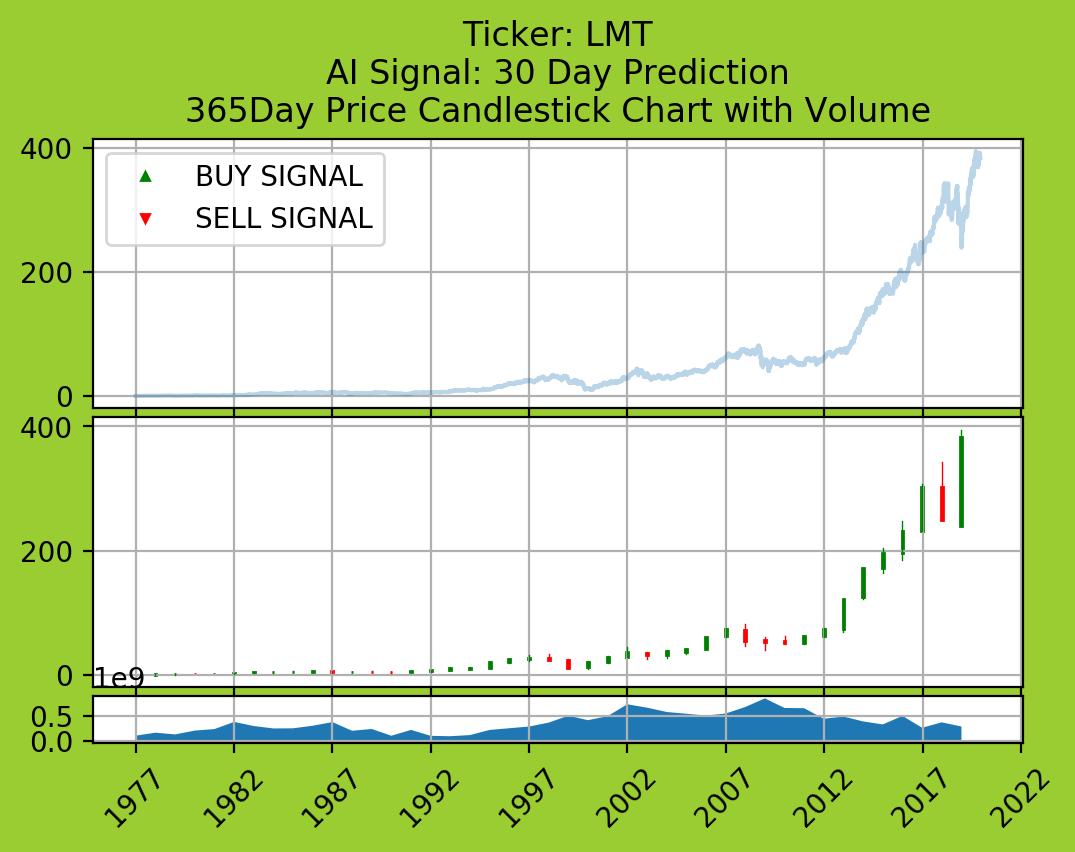 Ticker: LMT
AI Signal: 30 Day Prediction
365Day Price Candlestick Chart with Volume
400
BUY SIGNAL
SELL SIGNAL
200
0
400
200
0
1e9
0.5
0.0
1977 1982 1987 1992 1997 2002 2007 2012 2017 2022